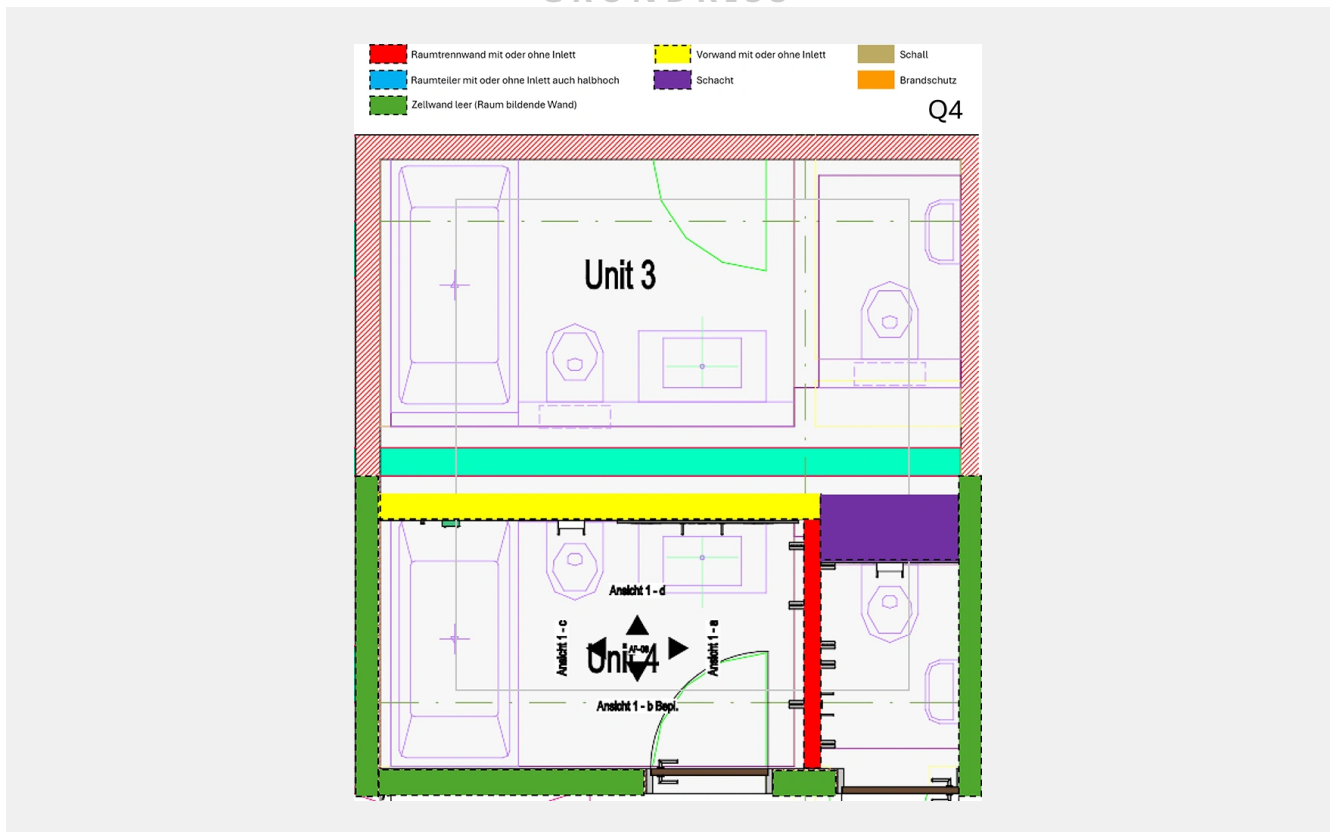 GRUNDRISS
Raumtrennwand mit oder ohne Inlett
Vorwand mit oder ohne Inlett
Schall
Raumteiler mit oder ohne Inlett auch halbhoch
Schacht
Brandschutz
Zellwand leer (Raum bildende Wand)
Q4
Unit 3
Ansicht 1 - d
Ansicht 1 - c
Ansicht 1 - a
Unit 4
Ansicht 1 - b Bepl.